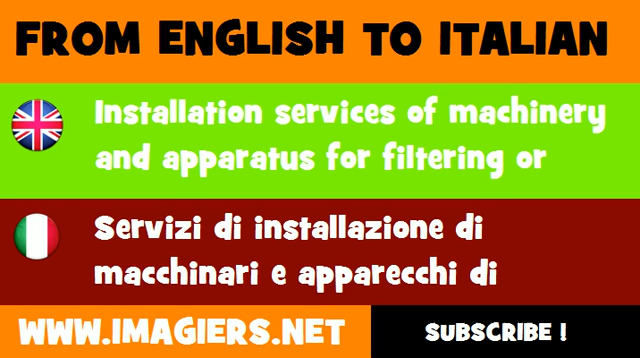 FROM ENGLISH TO ITALIAN
Installation services of machinery
and apparatus for filtering or
Servizi di installazione di
macchinari e apparecchi di
WWW.IMAGIERS.NET
SUBSCRIBE !